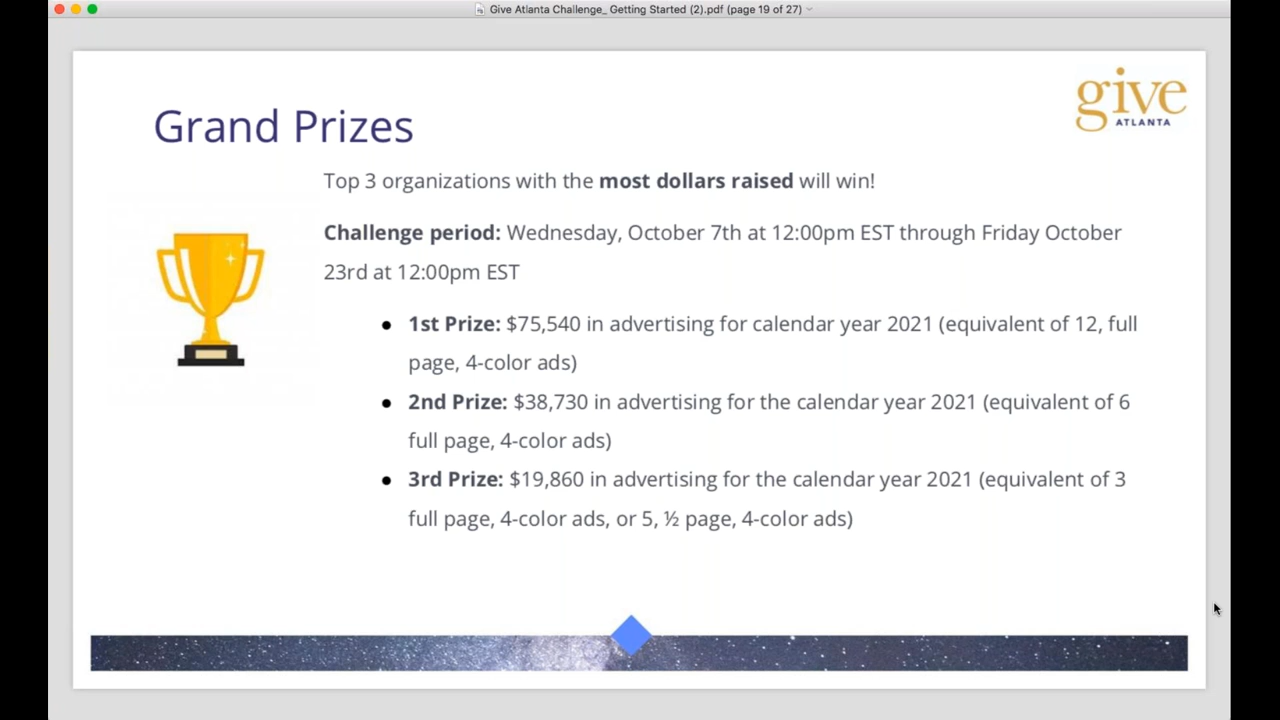 Give Atlanta Challenge_ Getting Started (2).pdf (page 19 of 27)
give
ATLANTA
Grand Prizes
Top 3 organizations with the most dollars raised will win!
Challenge period: Wednesday, October 7th at 12:00pm EST through Friday October
23rd at 12:00pm EST
● 1st Prize: $75,540 in advertising for calendar year 2021 (equivalent of 12, full
page, 4-color ads)
● 2nd Prize: $38,730 in advertising for the calendar year 2021 (equivalent of 6
full page, 4-color ads)
● 3rd Prize: $19,860 in advertising for the calendar year 2021 (equivalent of 3
full page, 4-color ads, or 5, ½ page, 4-color ads)